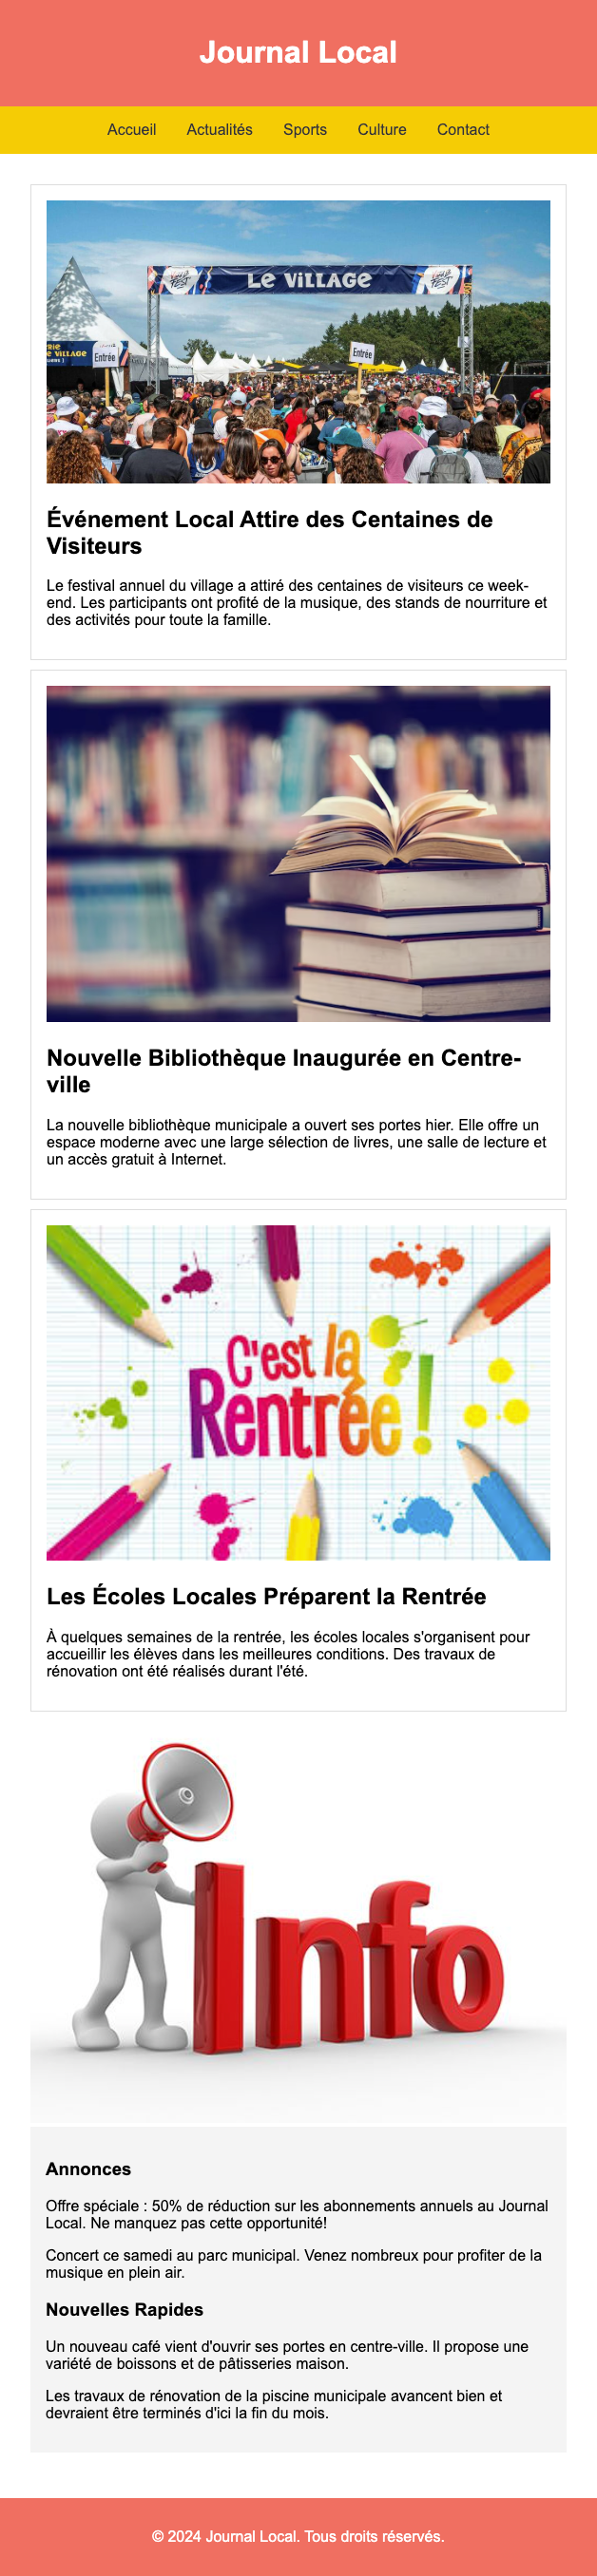 Journal Local
Accueil Actualités Sports Culture Contact
LE VILLAGE
Entrée
Entrée
Événement Local Attire des Centaines de
Visiteurs
Le festival annuel du village a attiré des centaines de visiteurs ce week-
end. Les participants ont profité de la musique, des stands de nourriture et
des activités pour toute la famille.
Nouvelle Bibliothèque Inaugurée en Centre-
ville
La nouvelle bibliothèque municipale a ouvert ses portes hier. Elle offre un
espace moderne avec une large sélection de livres, une salle de lecture et
un accès gratuit à Internet.
C'est la
Rentrée!
Les Écoles Locales Préparent la Rentrée
À quelques semaines de la rentrée, les écoles locales s'organisent pour
accueillir les élèves dans les meilleures conditions. Des travaux de
rénovation ont été réalisés durant l'été.
Info
Annonces
Offre spéciale : 50% de réduction sur les abonnements annuels au Journal
Local. Ne manquez pas cette opportunité!
Concert ce samedi au parc municipal. Venez nombreux pour profiter de la
musique en plein air.
Nouvelles Rapides
Un nouveau café vient d'ouvrir ses portes en centre-ville. Il propose une
variété de boissons et de pâtisseries maison.
Les travaux de rénovation de la piscine municipale avancent bien et
devraient être terminés d'ici la fin du mois.
© 2024 Journal Local. Tous droits réservés.